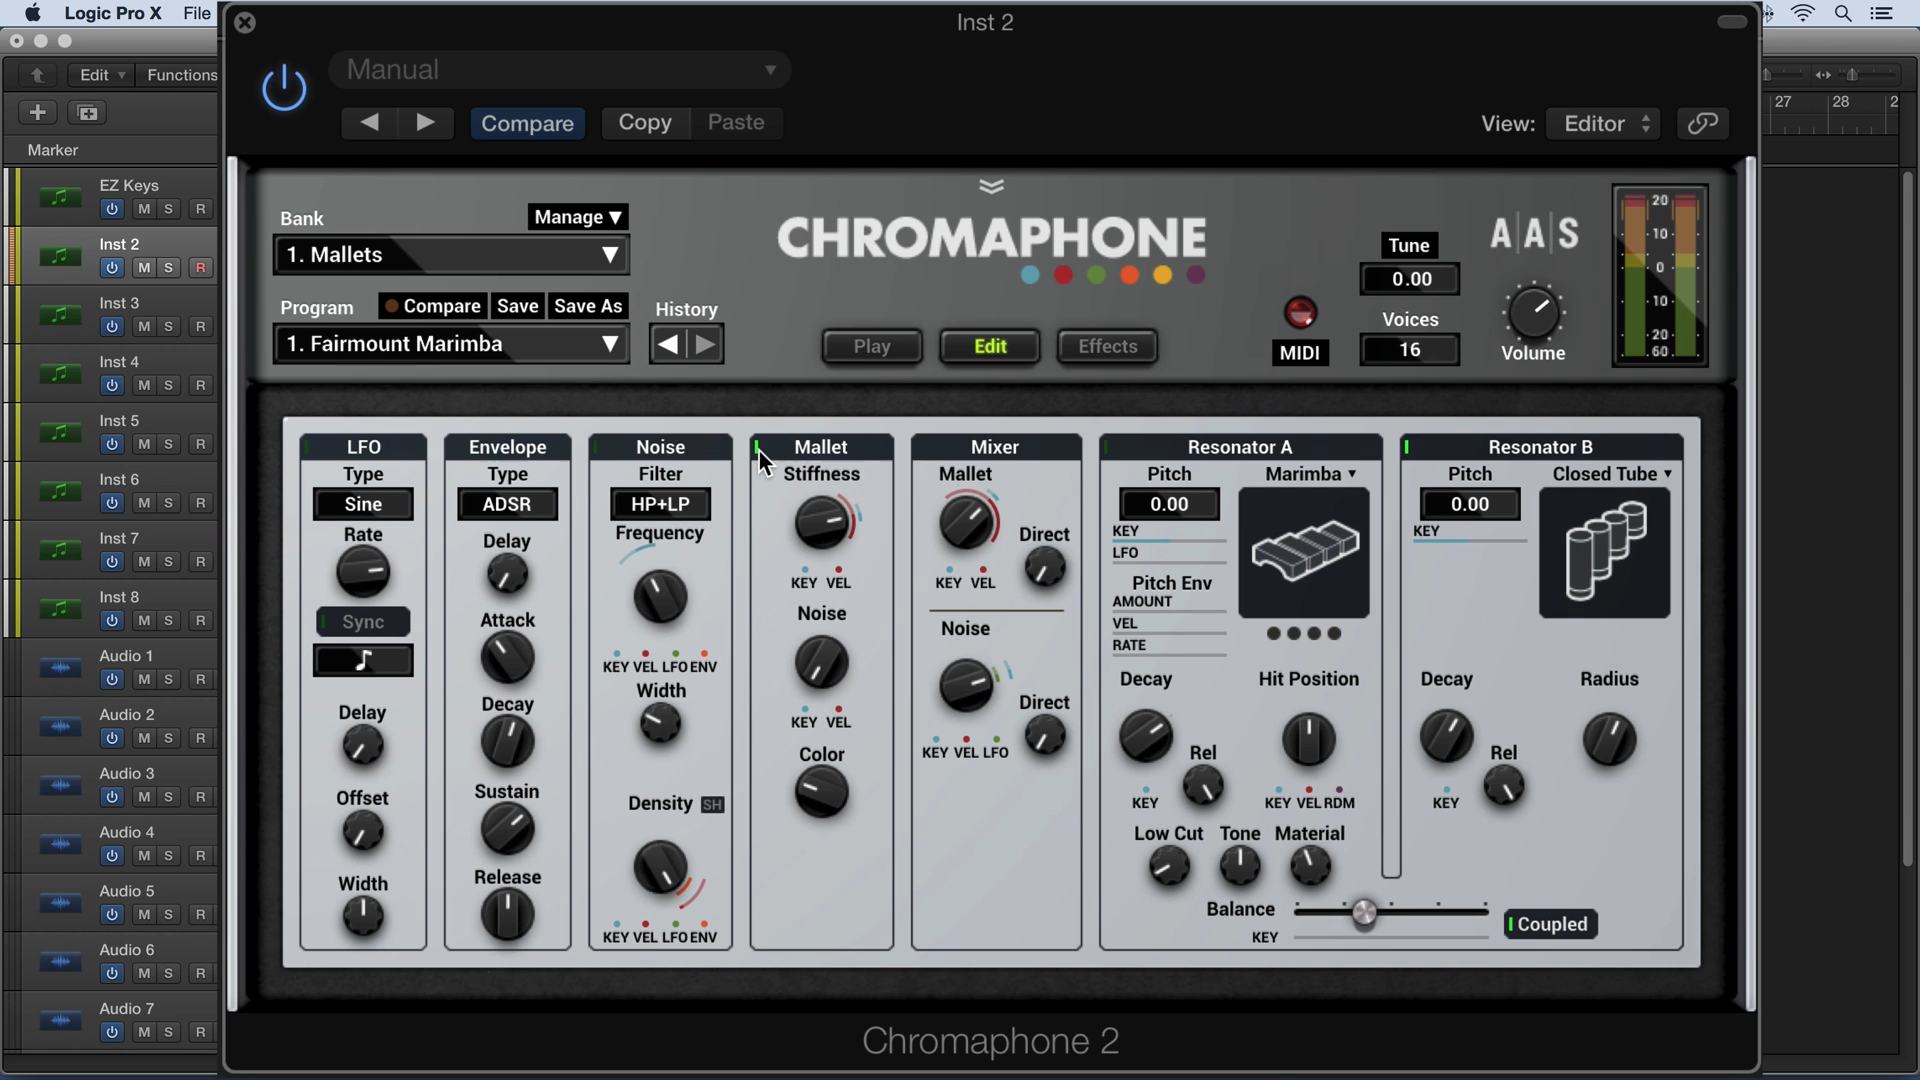 Logic Pro X File
Inst 2
Manual
Edit Functions
Compare Copy Paste
View: Editor
27 28 2
Marker
EZ Keys
M S R
Inst 2
M S R
Inst 3
M S R
Inst 4
M S R
Inst 5
M S R
Inst 6
M S R
Inst 7
M S R
Inst 8
M S R
Audio 1
M S R
Audio 2
M S R
Audio 3
M S R
Audio 4
M S R
Audio 5
M S R
Audio 6
M S R
Audio 7
M S R
Bank Manage
1. Mallets
Program Compare Save Save As
1. Fairmount Marimba
History
CHROMAPHONE
Play Edit Effects
MIDI
Tune
0.00
Voices
16
A|A|S
Volume
20
10
0
10
20
60
LFO
Type
Sine
Rate
Sync
Delay
Offset
Width
Envelope
Type
ADSR
Delay
Attack
Decay
Sustain
Release
Noise
Filter
HP+LP
Frequency
KEY VEL LFO ENV
Width
Density SH
KEY VEL LFO ENV
Mallet
Stiffness
KEY VEL
Noise
KEY VEL
Color
Mixer
Mallet
Direct
KEY VEL
Noise
Direct
KEY VEL LFO
Resonator A
Pitch Marimba
0.00
KEY
LFO
Pitch Env
AMOUNT
VEL
RATE
Decay Hit Position
Rel
KEY KEY VEL RDM
Low Cut Tone Material
Resonator B
Pitch Closed Tube
0.00
KEY
Decay Radius
Rel
KEY
Balance
KEY
Coupled
Chromaphone 2